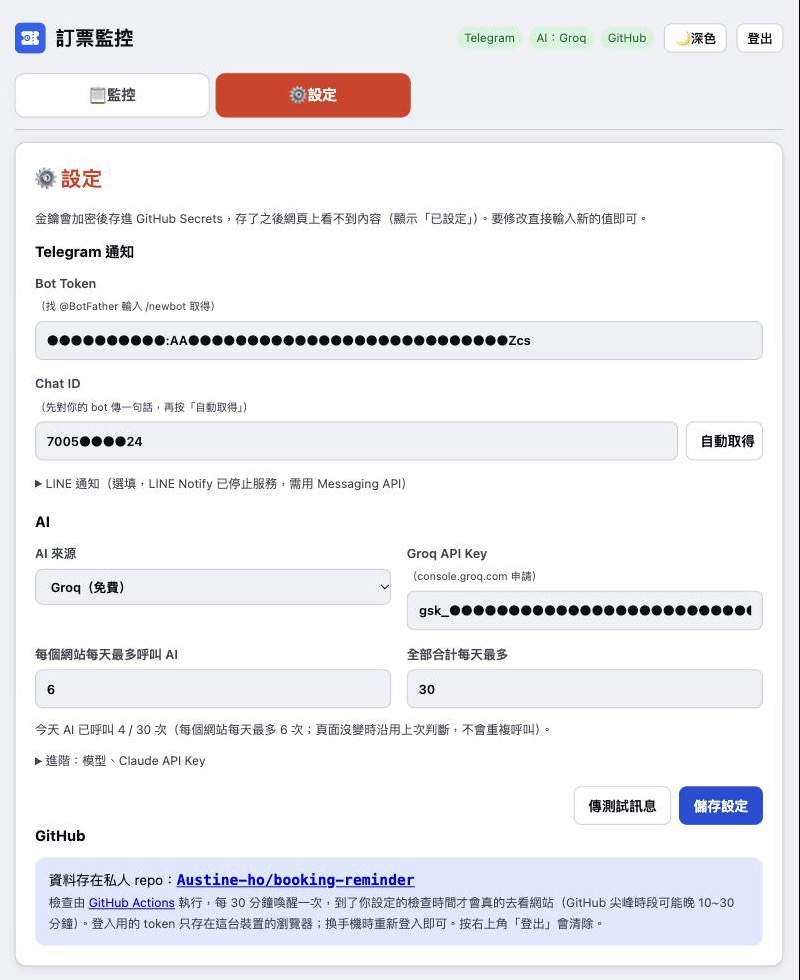 訂票監控
Telegram
AI：Groq
GitHub
🌙深色
登出
📋監控
⚙️設定
⚙️ 設定
金鑰會加密後存進 GitHub Secrets，存了之後網頁上看不到內容（顯示「已設定」）。要修改直接輸入新的值即可。
Telegram 通知
Bot Token
（找 @BotFather 輸入 /newbot 取得）
●●●●●●●●●●:AA●●●●●●●●●●●●●●●●●●●●●●●●●●●Zcs
Chat ID
（先對你的 bot 傳一句話，再按「自動取得」）
7005●●●●24
自動取得
▶ LINE 通知（選填，LINE Notify 已停止服務，需用 Messaging API）
AI
AI 來源
Groq（免費）
Groq API Key
（console.groq.com 申請）
gsk_●●●●●●●●●●●●●●●●●●●●●●●●●●
每個網站每天最多呼叫 AI
6
全部合計每天最多
30
今天 AI 已呼叫 4 / 30 次（每個網站每天最多 6 次；頁面沒變時沿用上次判斷，不會重複呼叫）。
▶ 進階：模型、Claude API Key
傳測試訊息
儲存設定
GitHub
資料存在私人 repo：Austine-ho/booking-reminder
檢查由 GitHub Actions 執行，每 30 分鐘喚醒一次，到了你設定的檢查時間才會真的去看網站（GitHub 尖峰時段可能晚 10~30
分鐘）。登入用的 token 只存在這台裝置的瀏覽器；換手機時重新登入即可。按右上角「登出」會清除。